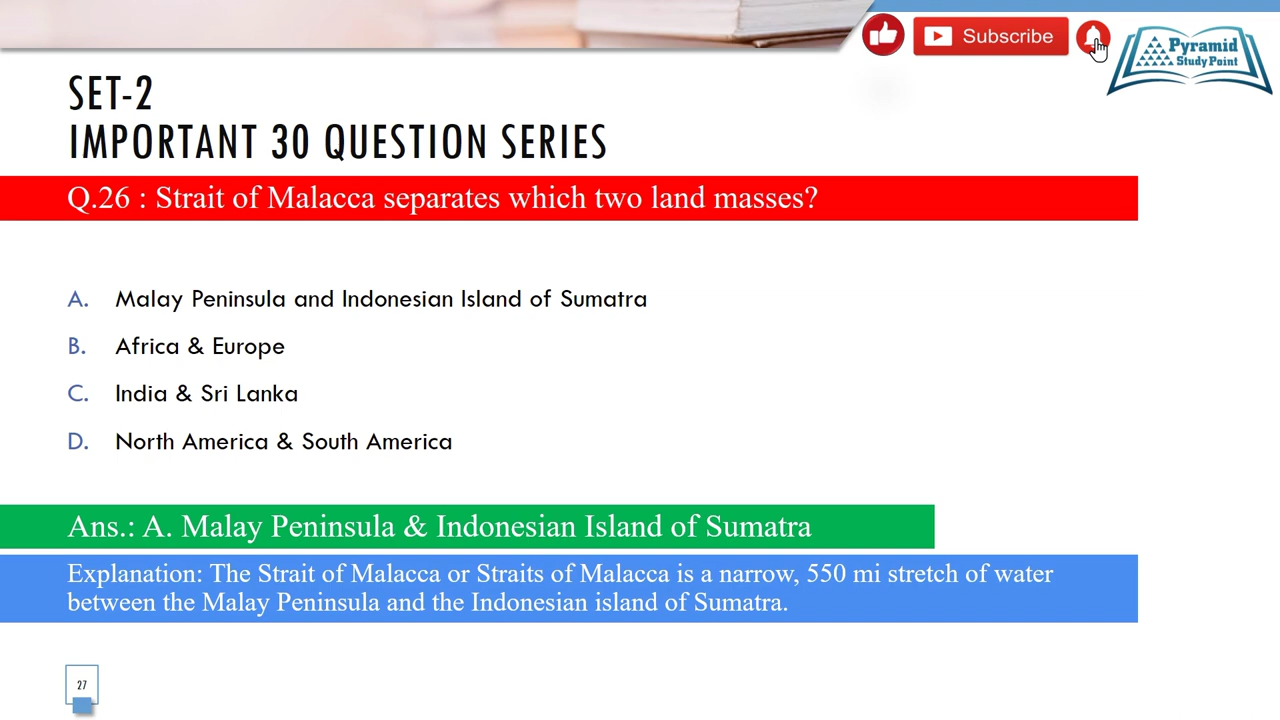 Subscribe
Pyramid
Study Point
SET-2
IMPORTANT 30 QUESTION SERIES
Q.26 : Strait of Malacca separates which two land masses?
A. Malay Peninsula and Indonesian Island of Sumatra
B. Africa & Europe
C. India & Sri Lanka
D. North America & South America
Ans.: A. Malay Peninsula & Indonesian Island of Sumatra
Explanation: The Strait of Malacca or Straits of Malacca is a narrow, 550 mi stretch of water
between the Malay Peninsula and the Indonesian island of Sumatra.
27